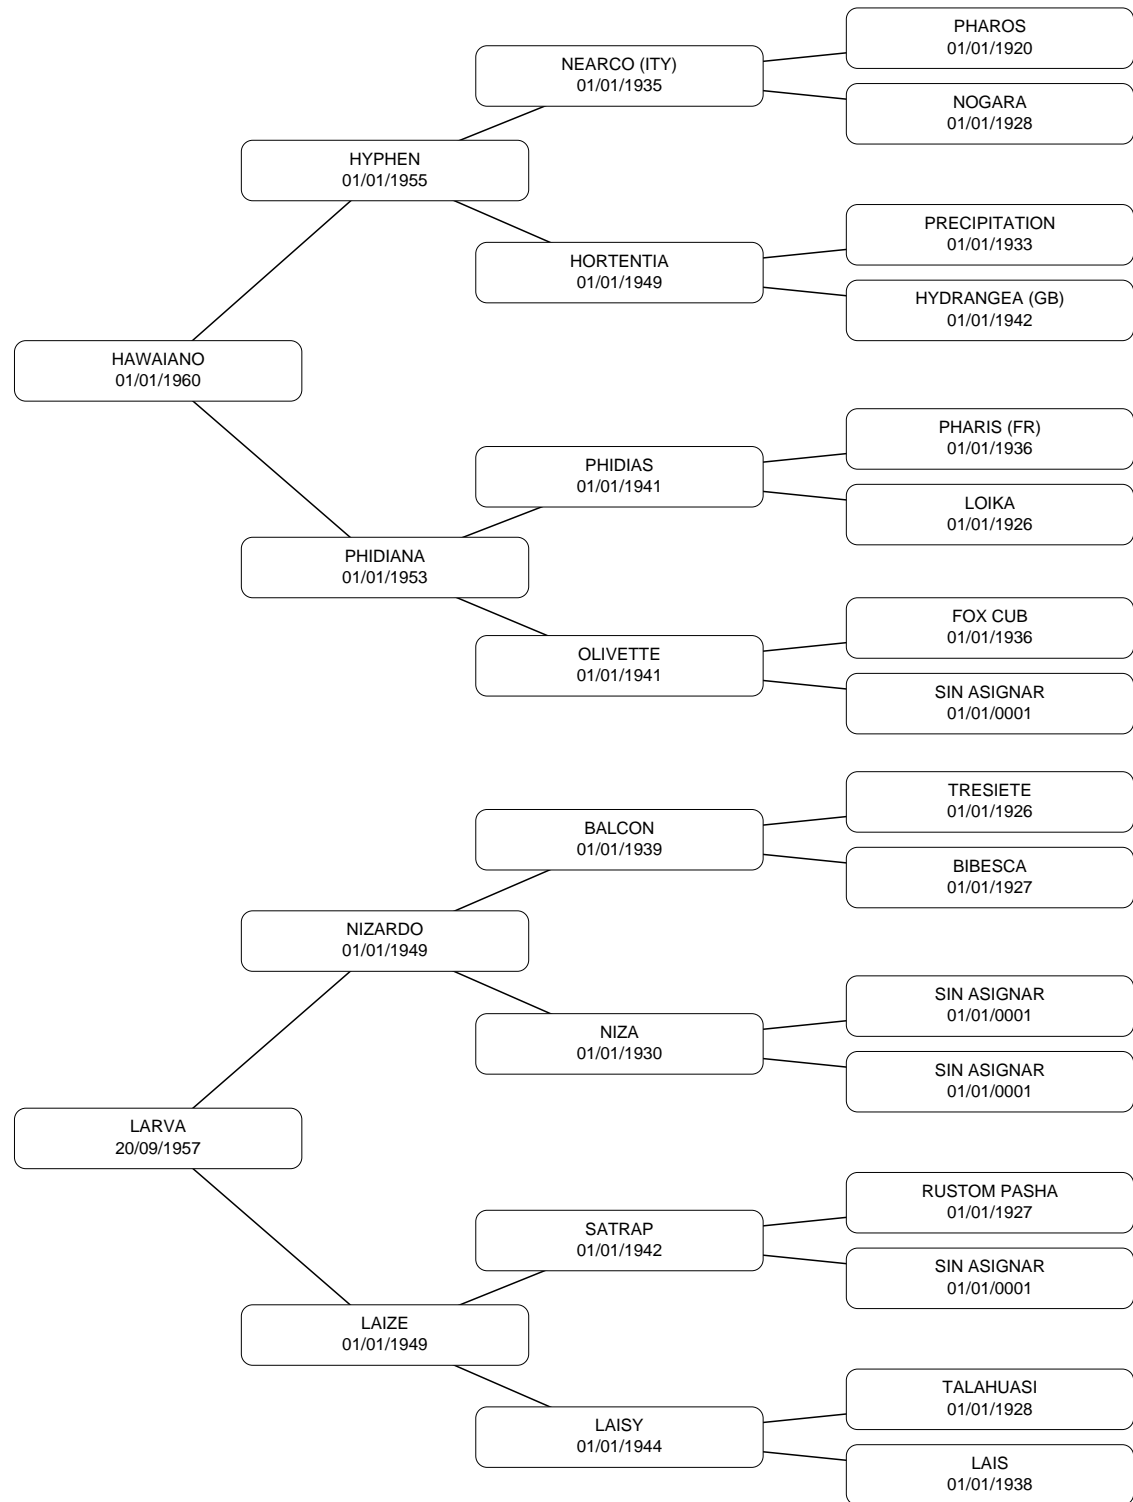 PHAROS
01/01/1920
NEARCO (ITY)
01/01/1935
NOGARA
01/01/1928
HYPHEN
01/01/1955
PRECIPITATION
01/01/1933
HORTENTIA
01/01/1949
HYDRANGEA (GB)
01/01/1942
HAWAIANO
01/01/1960
PHARIS (FR)
01/01/1936
PHIDIAS
01/01/1941
LOIKA
01/01/1926
PHIDIANA
01/01/1953
FOX CUB
01/01/1936
OLIVETTE
01/01/1941
SIN ASIGNAR
01/01/0001
TRESIETE
01/01/1926
BALCON
01/01/1939
BIBESCA
01/01/1927
NIZARDO
01/01/1949
SIN ASIGNAR
01/01/0001
NIZA
01/01/1930
SIN ASIGNAR
01/01/0001
LARVA
20/09/1957
RUSTOM PASHA
01/01/1927
SATRAP
01/01/1942
SIN ASIGNAR
01/01/0001
LAIZE
01/01/1949
TALAHUASI
01/01/1928
LAISY
01/01/1944
LAIS
01/01/1938